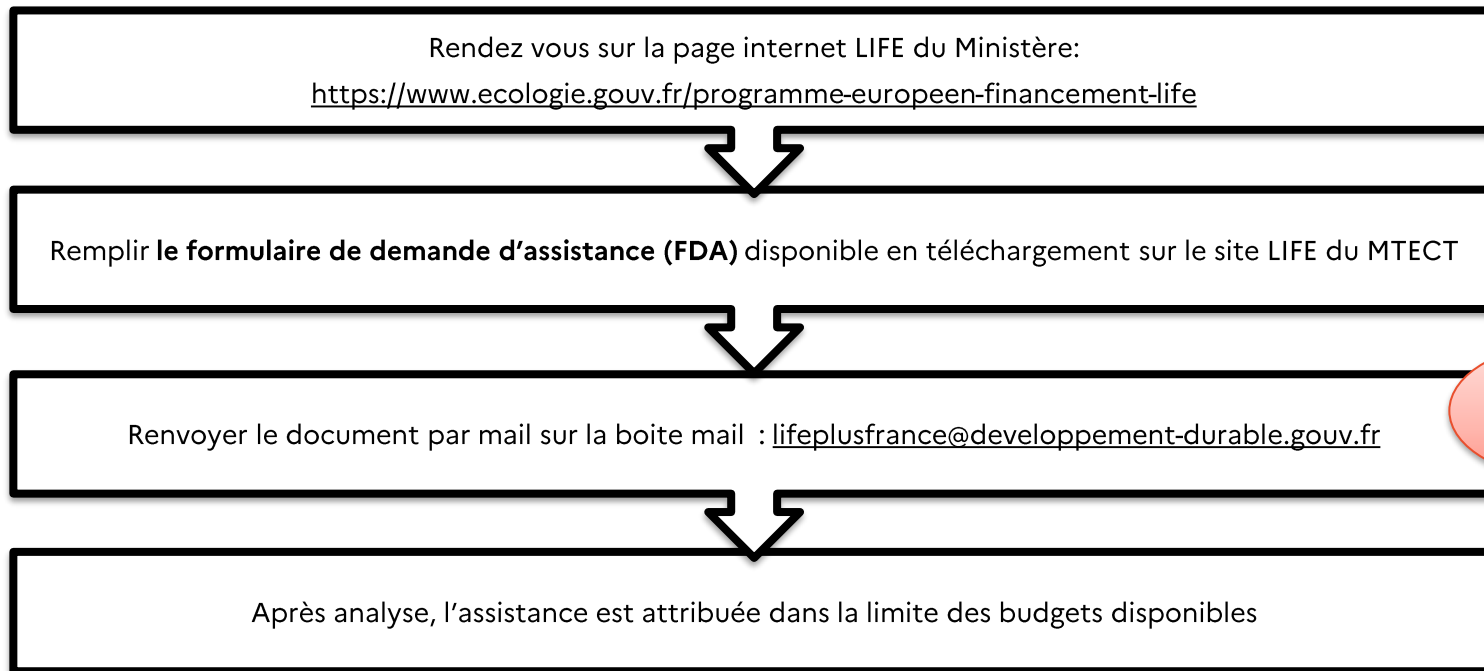 Rendez vous sur la page internet LIFE du Ministère:
https://www.ecologie.gouv.fr/programme-europeen-financement-life
Remplir le formulaire de demande d’assistance (FDA) disponible en téléchargement sur le site LIFE du MTECT
Renvoyer le document par mail sur la boite mail : lifeplusfrance@developpement-durable.gouv.fr
Après analyse, l’assistance est attribuée dans la limite des budgets disponibles